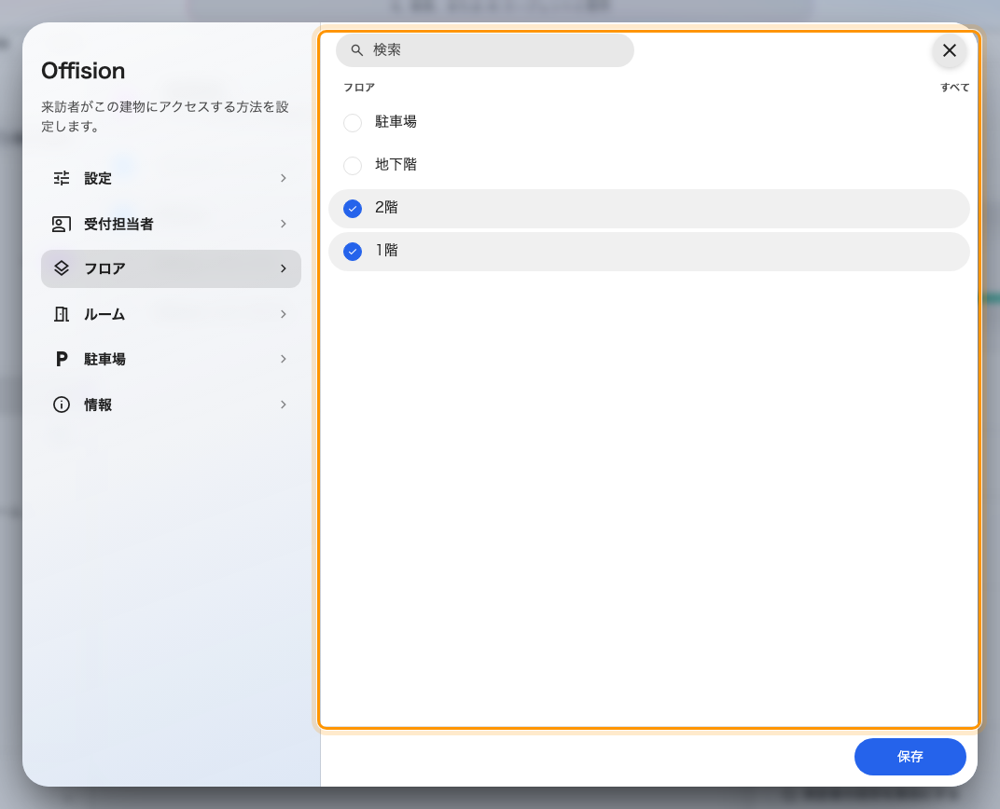 Offision
来訪者がこの建物にアクセスする方法を設
定します。
設定
受付担当者
フロア
ルーム
P 駐車場
情報
検索
フロア
すべて
駐車場
地下階
2階
1階
保存